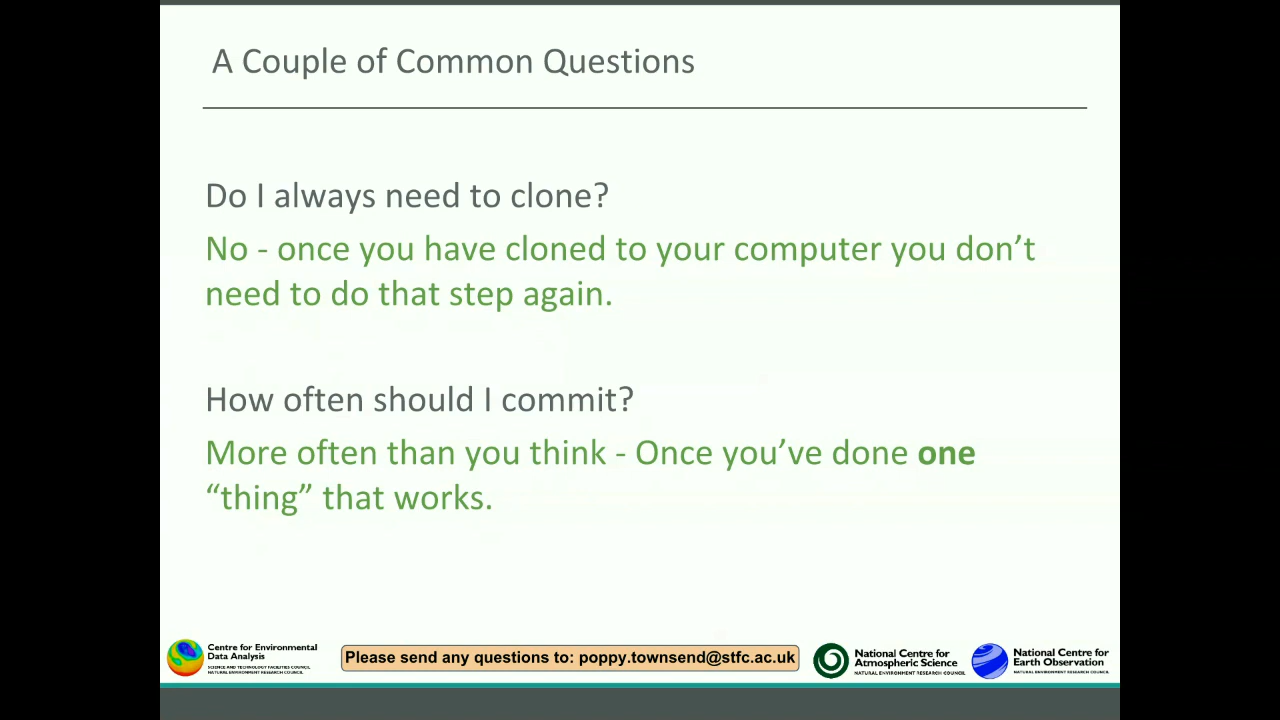 A Couple of Common Questions
Do I always need to clone?
No - once you have cloned to your computer you don’t
need to do that step again.
How often should I commit?
More often than you think - Once you’ve done one
“thing” that works.
Centre for Environmental
Data Analysis
SCIENCE AND TECHNOLOGY FACILITIES COUNCIL
NATURAL ENVIRONMENT RESEARCH COUNCIL
Please send any questions to: poppy.townsend@stfc.ac.uk
National Centre for
Atmospheric Science
NATURAL ENVIRONMENT RESEARCH COUNCIL
National Centre for
Earth Observation
NATURAL ENVIRONMENT RESEARCH COUNCIL